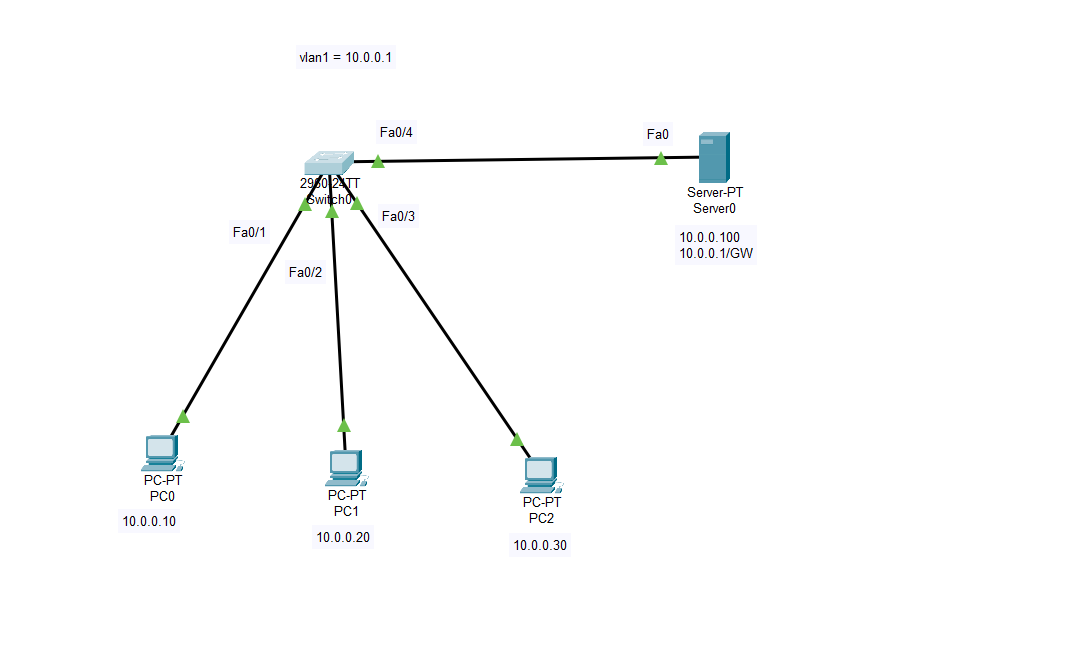 vlan1 = 10.0.0.1
Fa0/4
Fa0
2960-24TT
Switch0
Server-PT
Server0
Fa0/1
Fa0/3
10.0.0.100
10.0.0.1/GW
Fa0/2
PC-PT
PC0
10.0.0.10
PC-PT
PC1
10.0.0.20
PC-PT
PC2
10.0.0.30